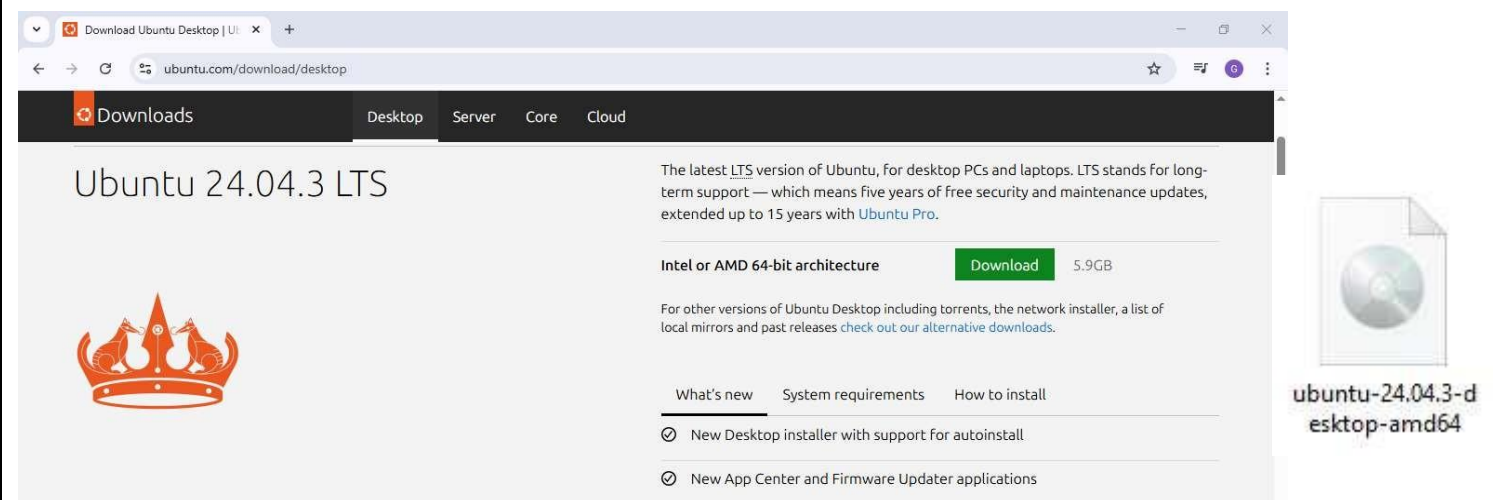 Download Ubuntu Desktop | Ub
ubuntu.com/download/desktop
G
Downloads
Desktop
Server
Core
Cloud
Ubuntu 24.04.3 LTS
The latest LTS version of Ubuntu, for desktop PCs and laptops. LTS stands for long-
term support — which means five years of free security and maintenance updates,
extended up to 15 years with Ubuntu Pro.
Intel or AMD 64-bit architecture
Download
5.9GB
For other versions of Ubuntu Desktop including torrents, the network installer, a list of
local mirrors and past releases check out our alternative downloads.
What's new
System requirements
How to install
New Desktop installer with support for autoinstall
New App Center and Firmware Updater applications
ubuntu-24.04.3-d
esktop-amd64